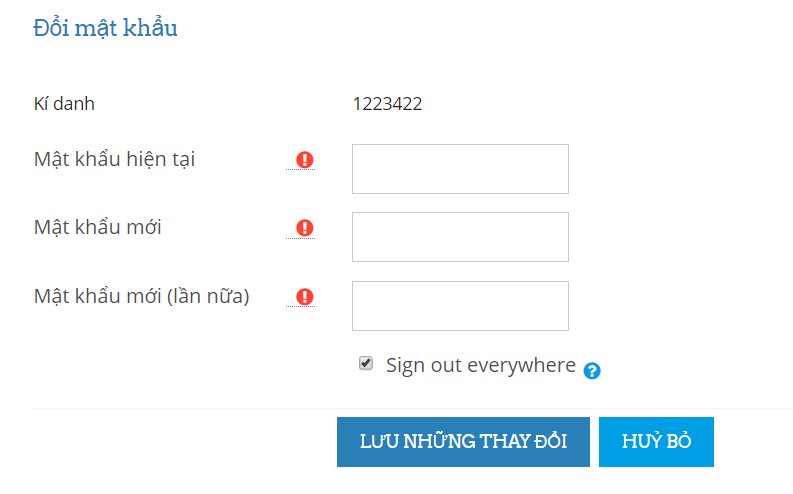 Đổi mật khẩu
Kí danh 1223422
Mật khẩu hiện tại
Mật khẩu mới
Mật khẩu mới (lần nữa)
Sign out everywhere
LƯU NHỮNG THAY ĐỔI HUỶ BỎ